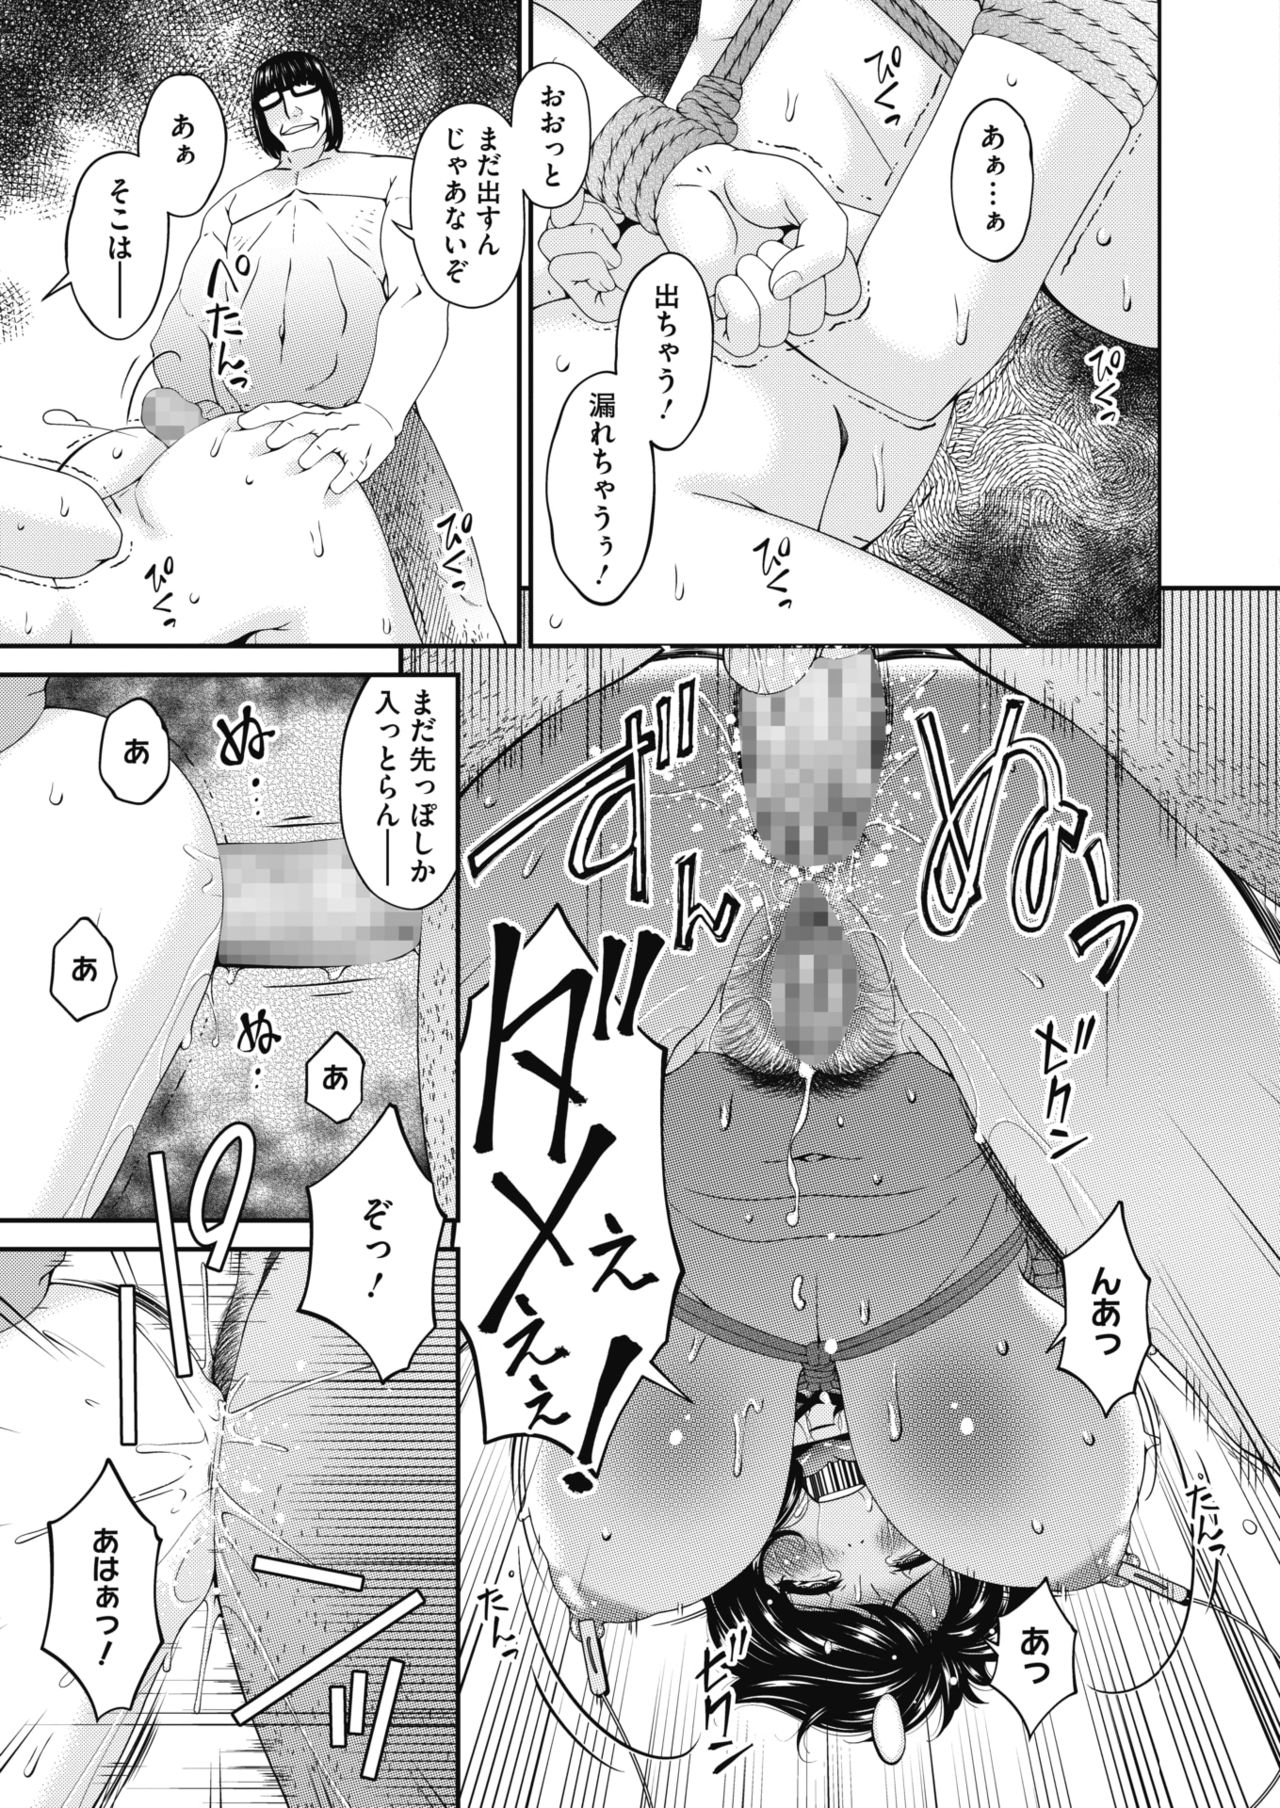 あぁ…ぁ
ぴくっ
ぴくっ
出ちゃう！
漏れちゃうぅ！
ぴくっ
おおっと
まだ出すん
じゃあないぞ
あぁ
そこは――
ぺたんっ
ぴくっ
ぴくっ
ぬっ
ずんっ
ダメぇ
ぇぇぇ！
ビクン
んあっ
たんっ
あっ
たんっ
ビクン
まだ先っぽしか
入っとらん――
ぬ…
あ
あ
ぬ…
あ
ぞっ！
あはぁっ！